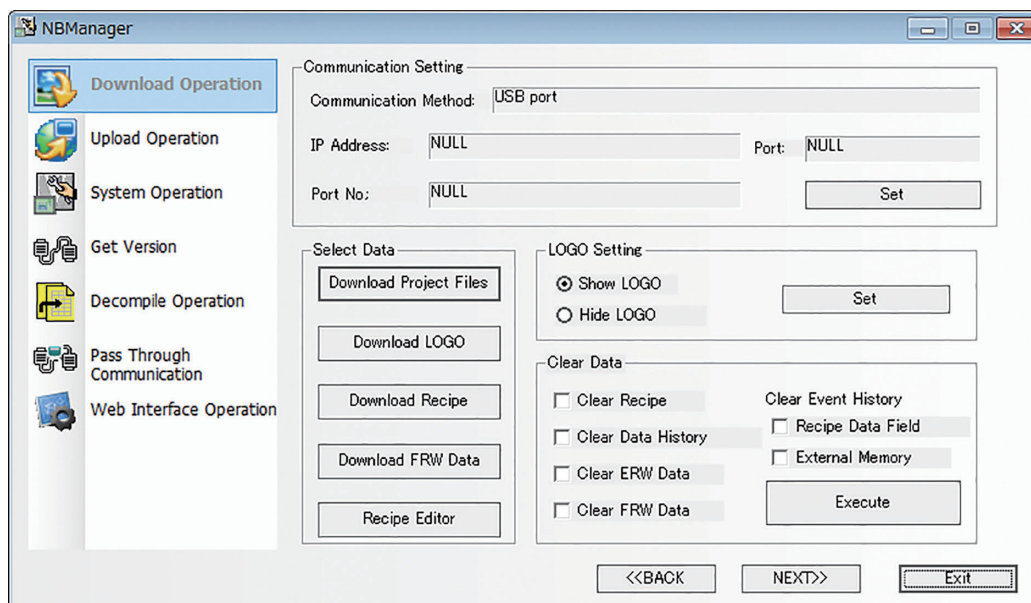 NBManager
Download Operation
Upload Operation
System Operation
Get Version
Decompile Operation
Pass Through
Communication
Web Interface Operation
Communication Setting
Communication Method: USB port
IP Address: NULL
Port: NULL
Port No: NULL
Set
Select Data
Download Project Files
Download LOGO
Download Recipe
Download FRW Data
Recipe Editor
LOGO Setting
Show LOGO
Hide LOGO
Set
Clear Data
Clear Recipe
Clear Data History
Clear ERW Data
Clear FRW Data
Clear Event History
Recipe Data Field
External Memory
Execute
<<BACK
NEXT>>
Exit